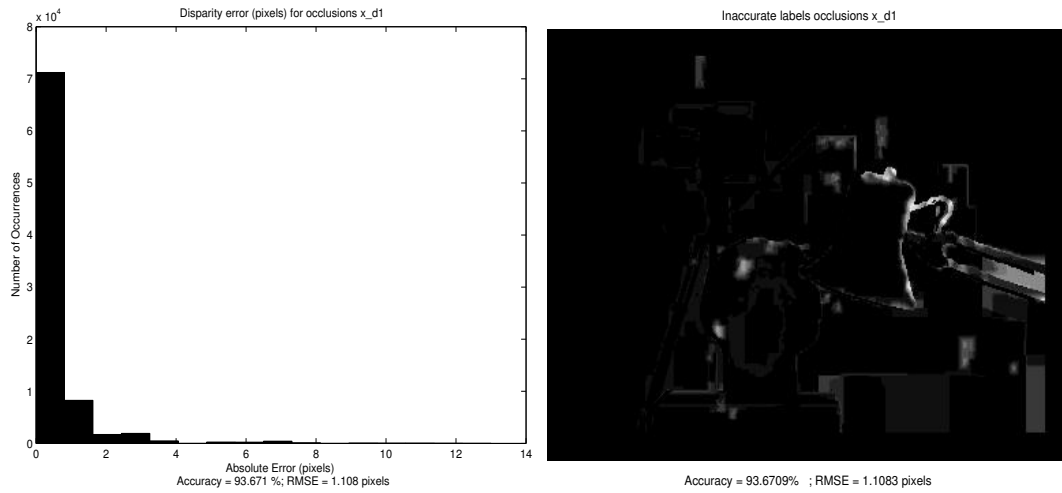 Disparity error (pixels) for occlusions x_d1
8 x 10^4
7
6
5
4
3
2
1
0
Number of Occurrences
0 2 4 6 8 10 12 14
Absolute Error (pixels)
Accuracy = 93.671 %; RMSE = 1.108 pixels
Inaccurate labels occlusions x_d1
Accuracy = 93.6709% ; RMSE = 1.1083 pixels